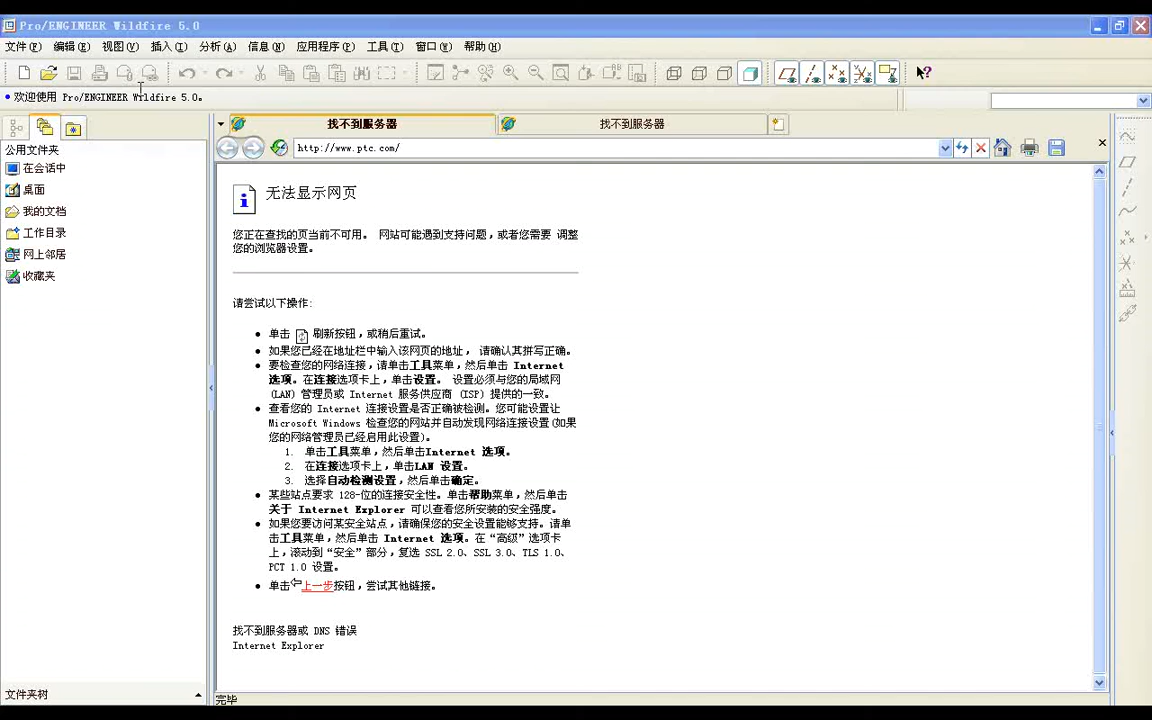 Pro/ENGINEER Wildfire 5.0
文件(F) 编辑(E) 视图(V) 插入(I) 分析(A) 信息(N) 应用程序(P) 工具(T) 窗口(W) 帮助(H)
欢迎使用 Pro/ENGINEER Wildfire 5.0。
找不到服务器 找不到服务器
http://www.ptc.com/
公用文件夹
在会话中
桌面
我的文档
工作目录
网上邻居
收藏夹
文件夹树
无法显示网页
您正在查找的页当前不可用。 网站可能遇到支持问题，或者您需要 调整
您的浏览器设置。
请尝试以下操作:
单击 刷新按钮，或稍后重试。
如果您已经在地址栏中输入该网页的地址， 请确认其拼写正确。
要检查您的网络连接，请单击工具菜单，然后单击 Internet
选项。在连接选项卡上，单击设置。 设置必须与您的局域网
(LAN) 管理员或 Internet 服务供应商 (ISP) 提供的一致。
查看您的 Internet 连接设置是否正确被检测。您可能设置让
Microsoft Windows 检查您的网站并自动发现网络连接设置(如果
您的网络管理员已经启用此设置)。
1. 单击工具菜单，然后单击Internet 选项。
2. 在连接选项卡上，单击LAN 设置。
3. 选择自动检测设置，然后单击确定。
某些站点要求 128-位的连接安全性。单击帮助菜单，然后单击
关于 Internet Explorer 可以查看您所安装的安全强度。
如果您要访问某安全站点，请确保您的安全设置能够支持。请单
击工具菜单，然后单击 Internet 选项。在“高级”选项卡
上，滚动到“安全”部分，复选 SSL 2.0、SSL 3.0、TLS 1.0、
PCT 1.0 设置。
单击上一步按钮，尝试其他链接。
找不到服务器或 DNS 错误
Internet Explorer
完毕